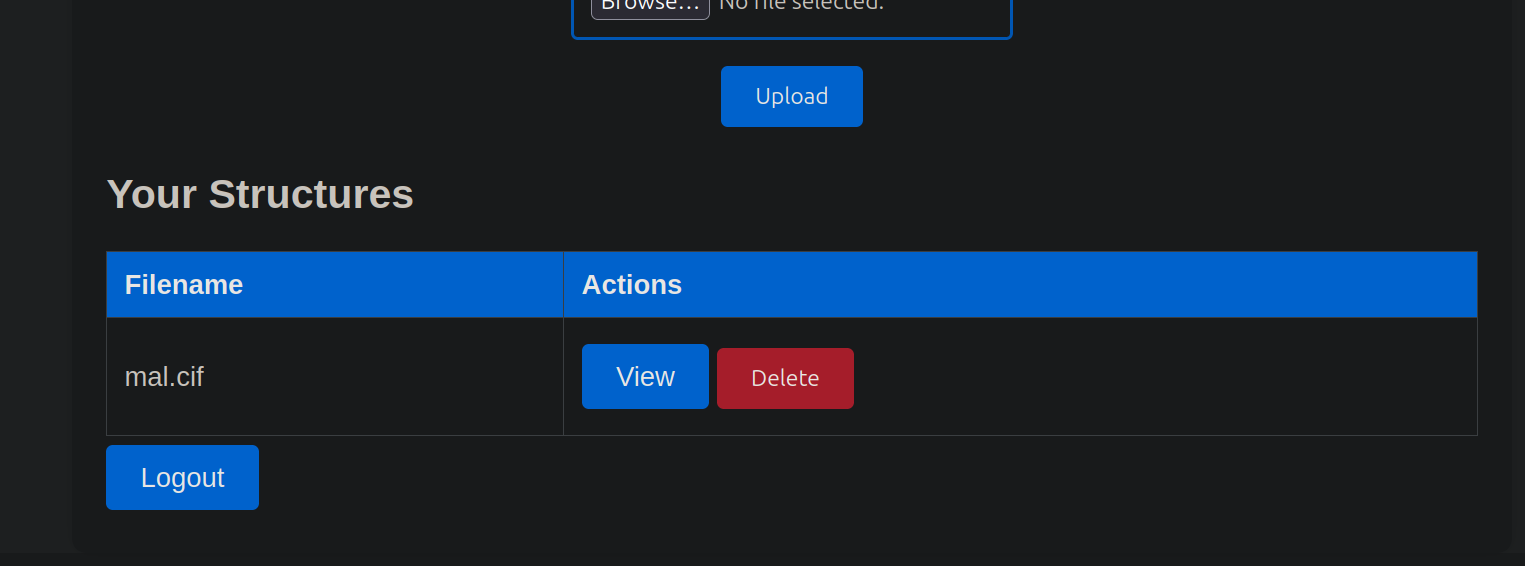 Browse... No file selected.
Upload
Your Structures
Filename Actions
mal.cif View Delete
Logout